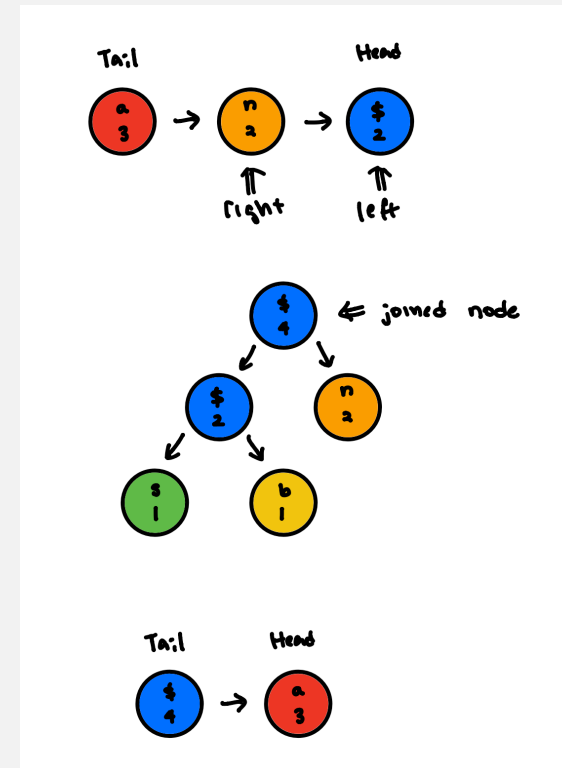 Tail Head
a n $
3 2 2
right left
$
4
joined node
$ n
2 2
s b
1 1
Tail Head
$ a
4 3